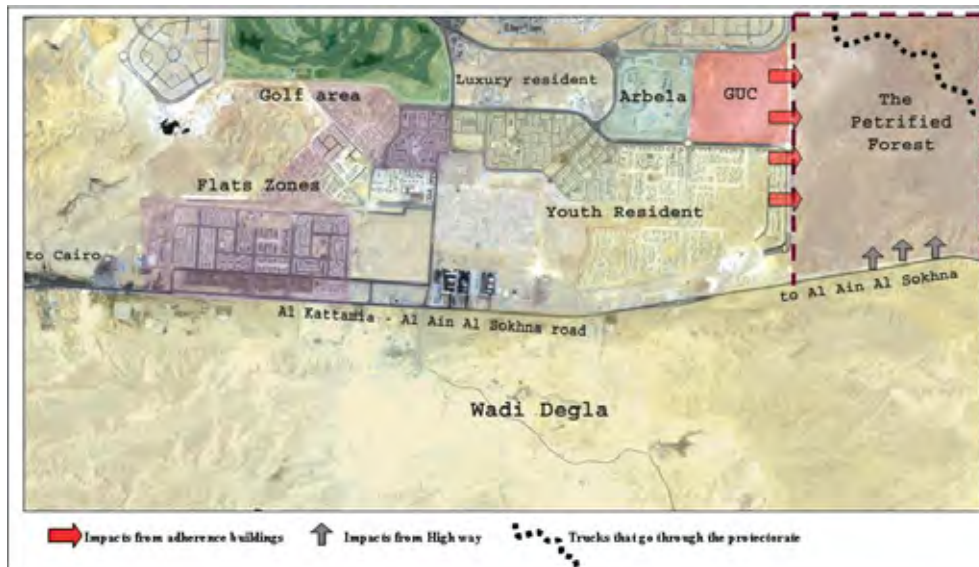 Luxury resident
Golf area
Arbela
GUC
The
Petrified
Forest
Flats Zones
Youth Resident
to Cairo
to Al Ain Al Sokhna
Al Kattamia - Al Ain Al Sokhna road
Wadi Degla
Impacts from adherence buildings
Impacts from High way
Trucks that go through the protectorate